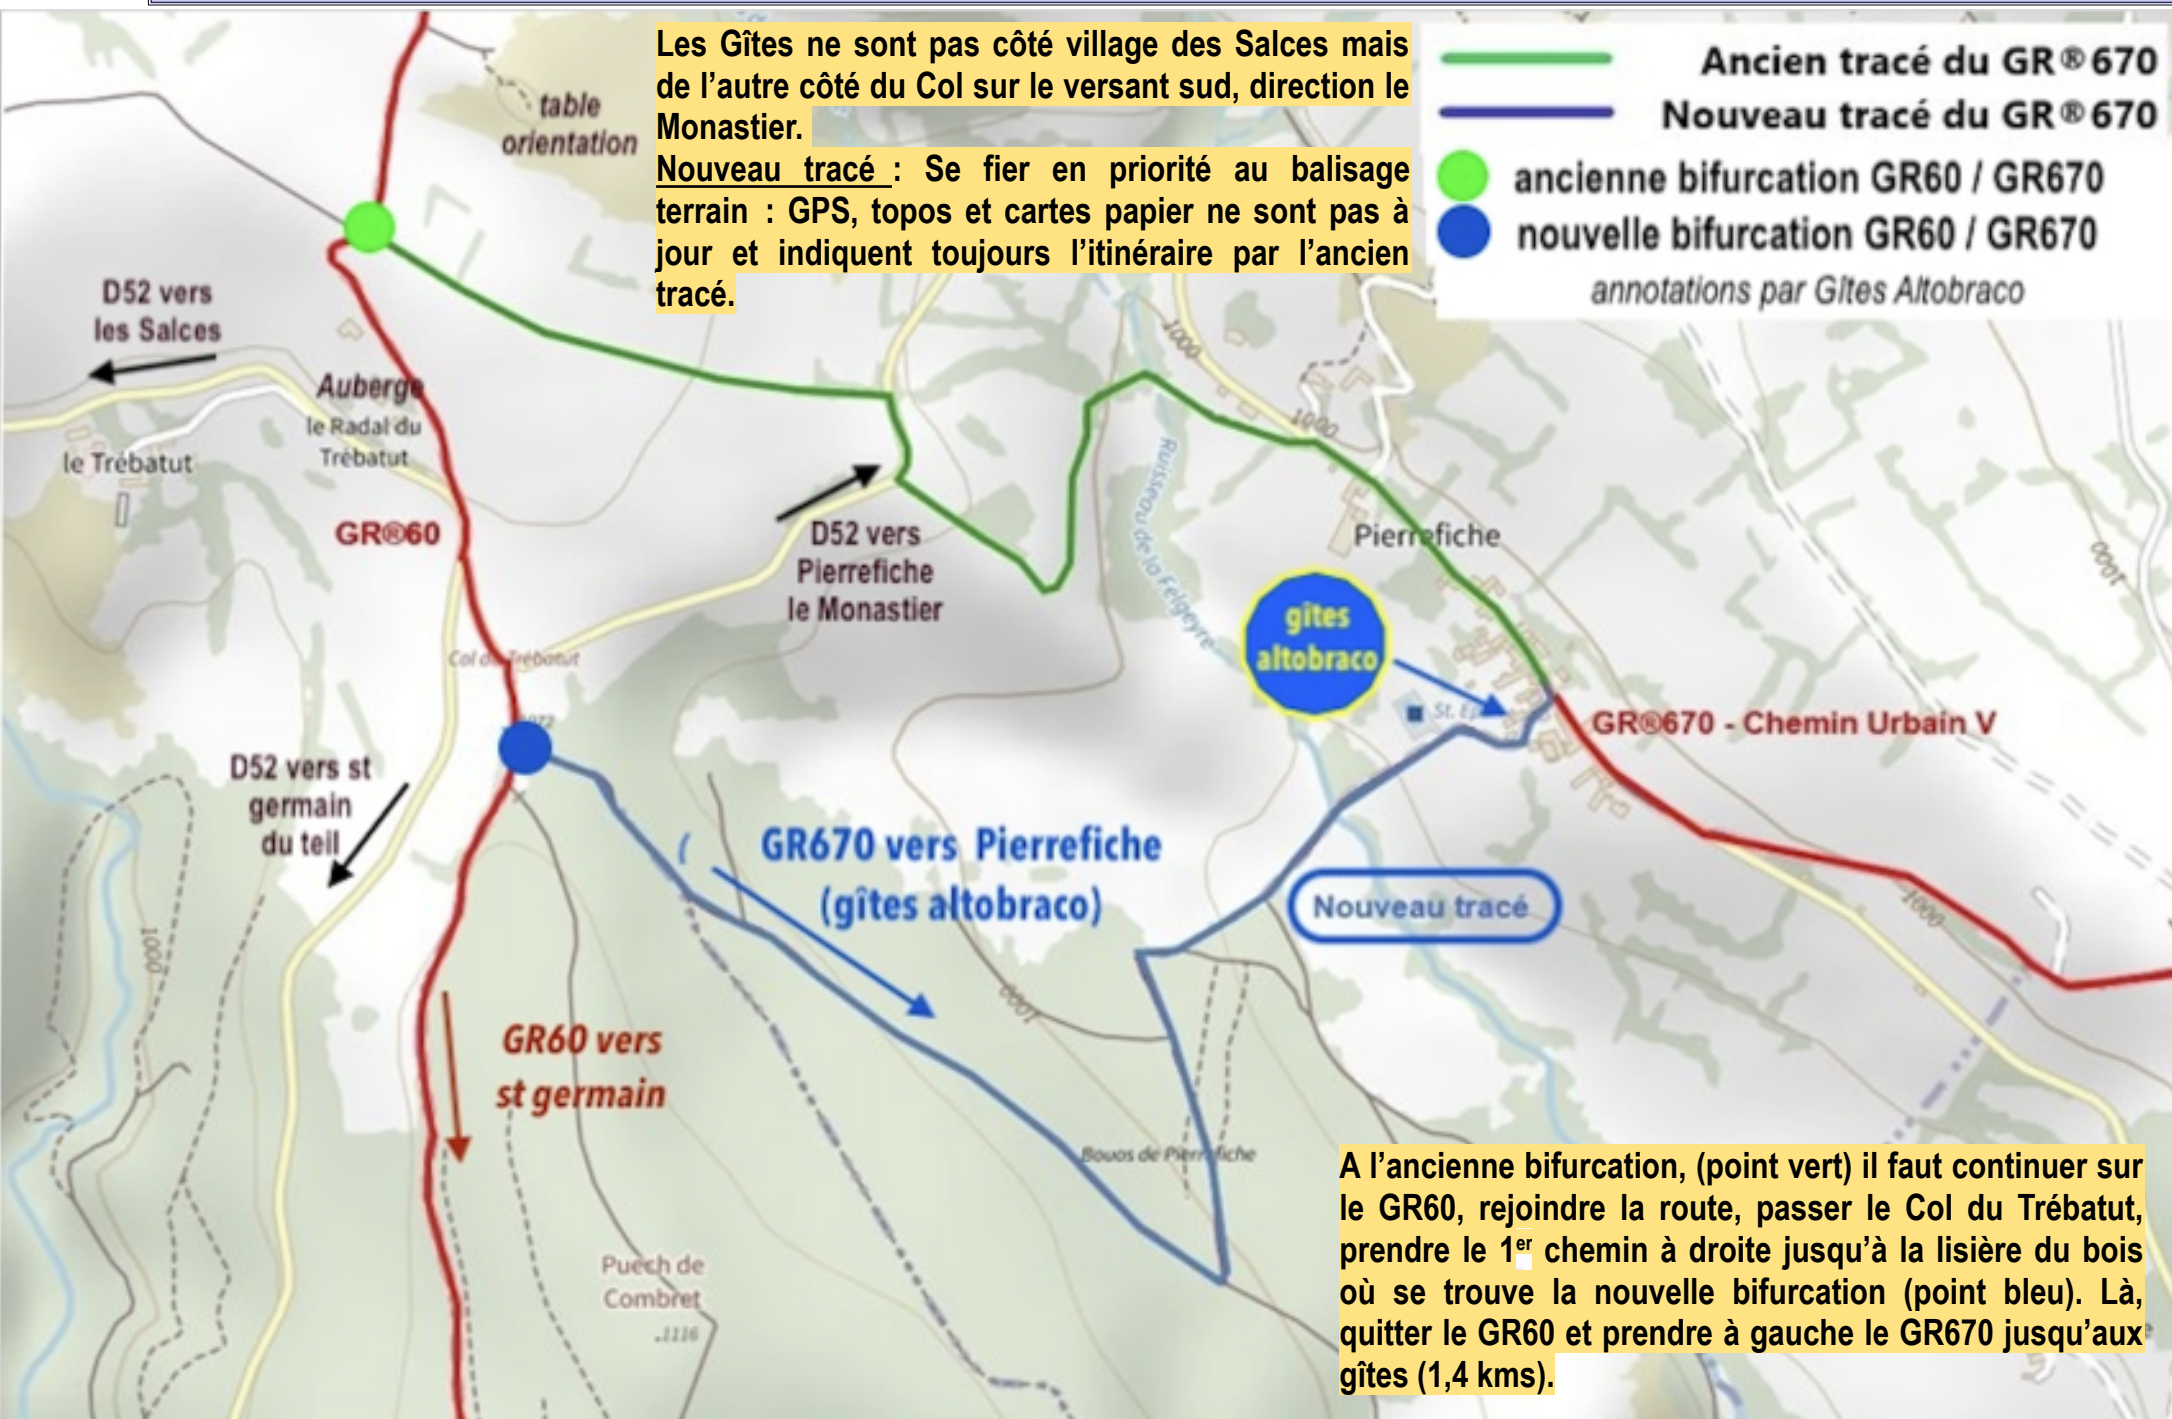 Les Gîtes ne sont pas côté village des Salces mais
de l'autre côté du Col sur le versant sud, direction le
Monastier.
Nouveau tracé : Se fier en priorité au balisage
terrain : GPS, topos et cartes papier ne sont pas à
jour et indiquent toujours l'itinéraire par l'ancien
tracé.
Ancien tracé du GR®670
Nouveau tracé du GR®670
ancienne bifurcation GR60 / GR670
nouvelle bifurcation GR60 / GR670
annotations par Gîtes Altobraco
table
orientation
D52 vers
les Salces
Auberge
le Radal du
Trébatut
le Trébatut
GR®60
1000
1000
Ruisseau de la Felgeyre
D52 vers
Pierrefiche
le Monastier
Pierrefiche
1000
gîtes
altobraco
Col du Trébatut
St. Ep
GR®670 - Chemin Urbain V
1072
D52 vers st
germain
du teil
GR670 vers Pierrefiche
(gîtes altobraco)
Nouveau tracé
1000
1000
1000
GR60 vers
st germain
Bouos de Pierrefiche
Puech de
Combret
.1116
A l'ancienne bifurcation, (point vert) il faut continuer sur
le GR60, rejoindre la route, passer le Col du Trébatut,
prendre le 1er chemin à droite jusqu'à la lisière du bois
où se trouve la nouvelle bifurcation (point bleu). Là,
quitter le GR60 et prendre à gauche le GR670 jusqu'aux
gîtes (1,4 kms).